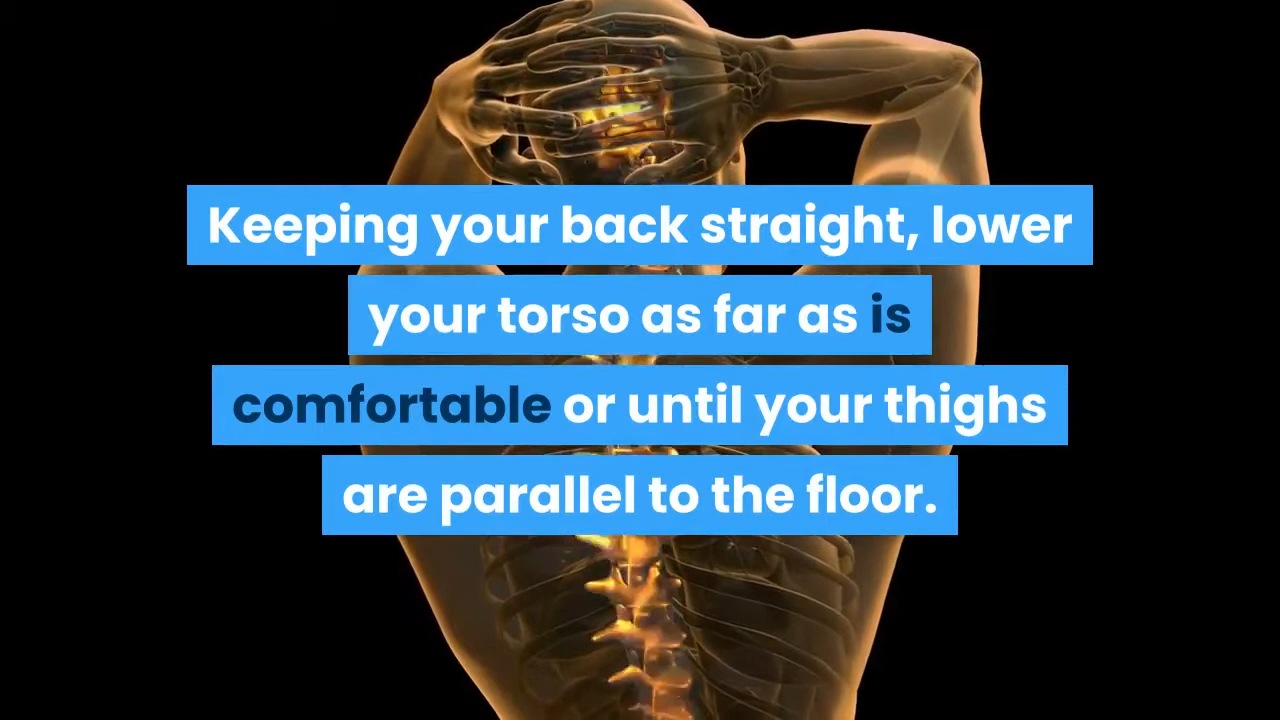 Keeping your back straight, lower
your torso as far as is
comfortable or until your thighs
are parallel to the floor.